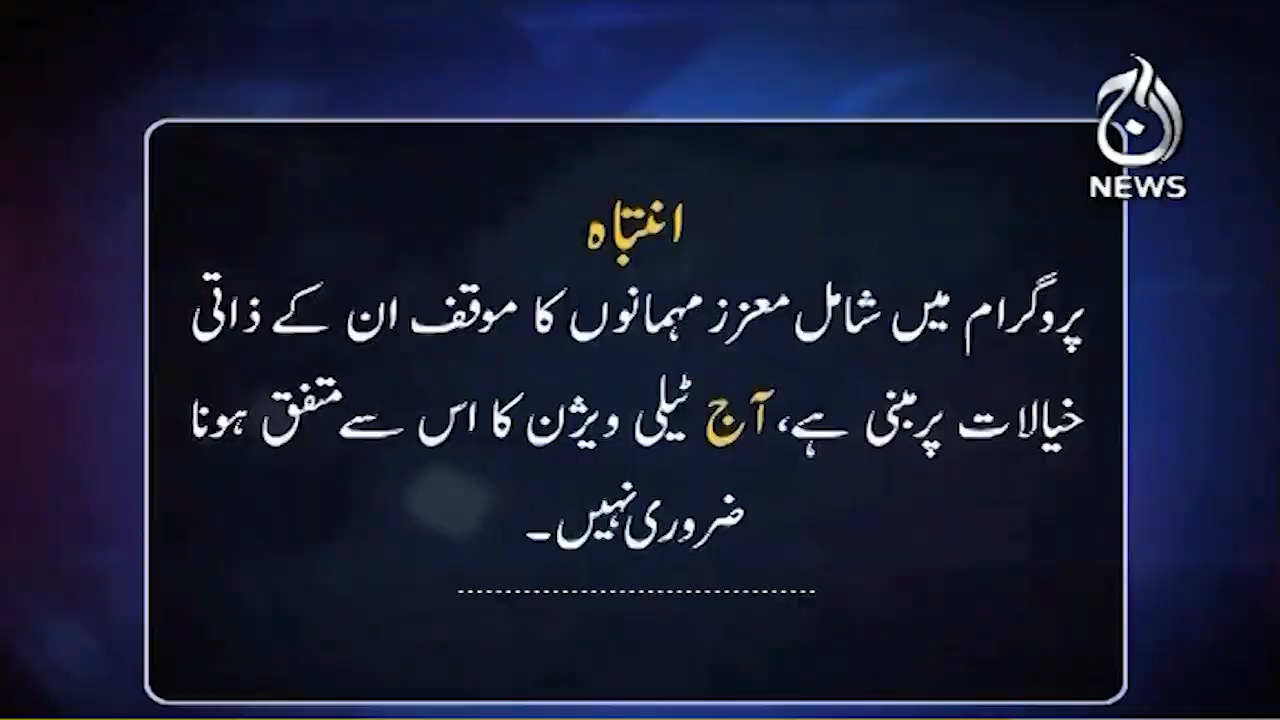 آج
NEWS
انتباہ
پروگرام میں شامل معزز مہمانوں کا موقف ان کے ذاتی
خیالات پر مبنی ہے، آج ٹیلی ویژن کا اس سے متفق ہونا
ضروری نہیں۔